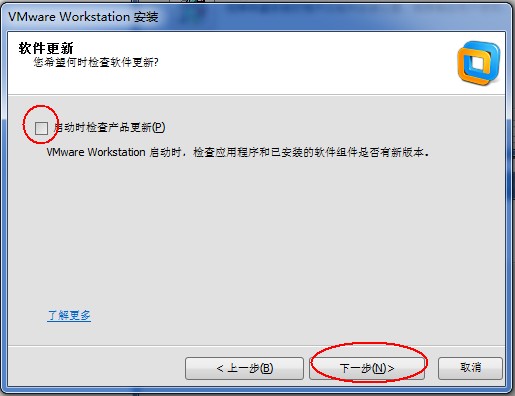 VMware Workstation 安装
软件更新
您希望何时检查软件更新?
启动时检查产品更新(P)
VMware Workstation 启动时，检查应用程序和已安装的软件组件是否有新版本。
了解更多
< 上一步(B)
下一步(N)>
取消